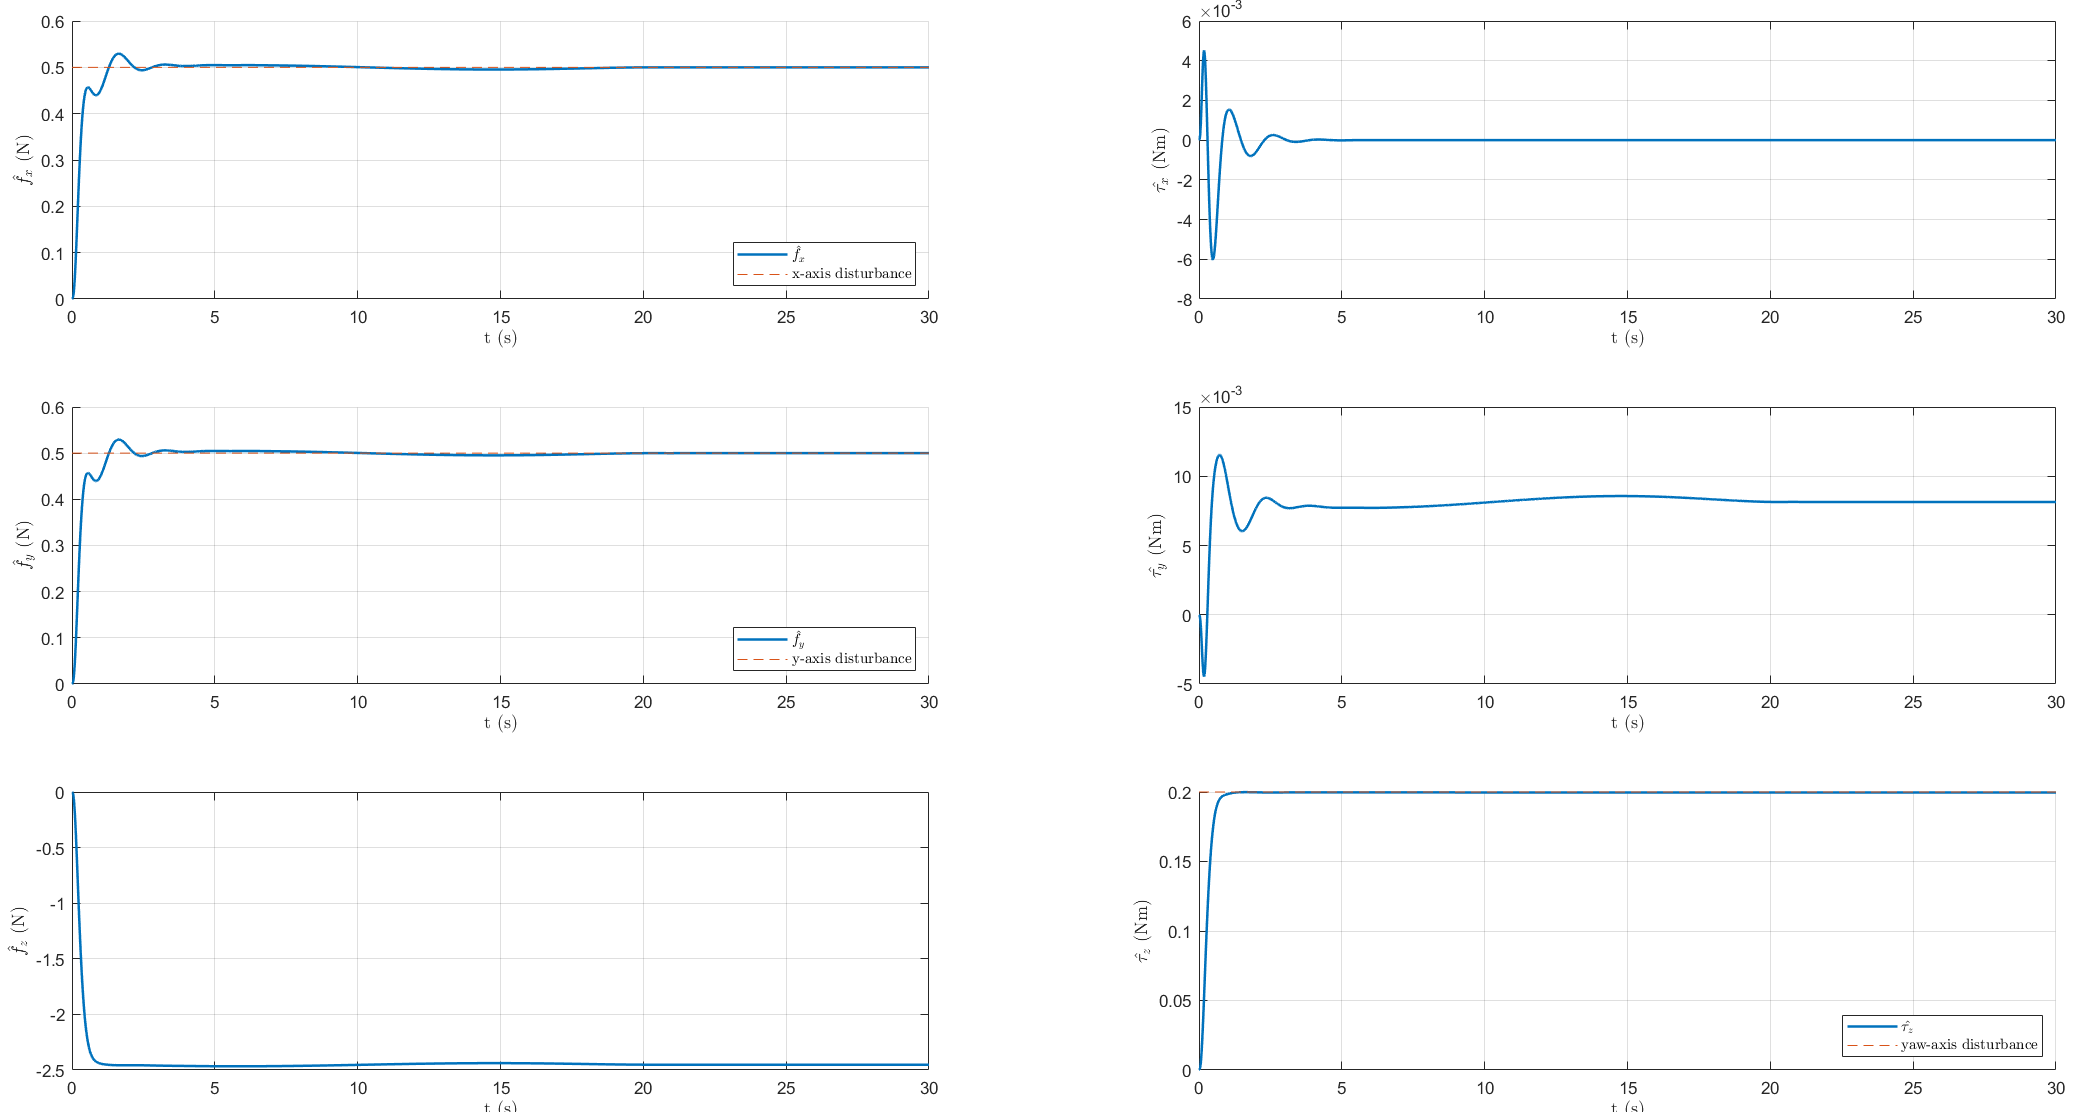 0.6
0.5
0.4
0.3
0.2
0.1
0
f̂x (N)
f̂x
x-axis disturbance
0 5 10 15 20 25 30
t (s)
×10-3
6
4
2
0
-2
-4
-6
-8
τ̂x (Nm)
0 5 10 15 20 25 30
t (s)
0.6
0.5
0.4
0.3
0.2
0.1
0
f̂y (N)
f̂y
y-axis disturbance
0 5 10 15 20 25 30
t (s)
×10-3
15
10
5
0
-5
τ̂y (Nm)
0 5 10 15 20 25 30
t (s)
0
-0.5
-1
-1.5
-2
-2.5
f̂z (N)
0 5 10 15 20 25 30
t (s)
0.2
0.15
0.1
0.05
0
τ̂z (Nm)
τ̂z
yaw-axis disturbance
0 5 10 15 20 25 30
t (s)